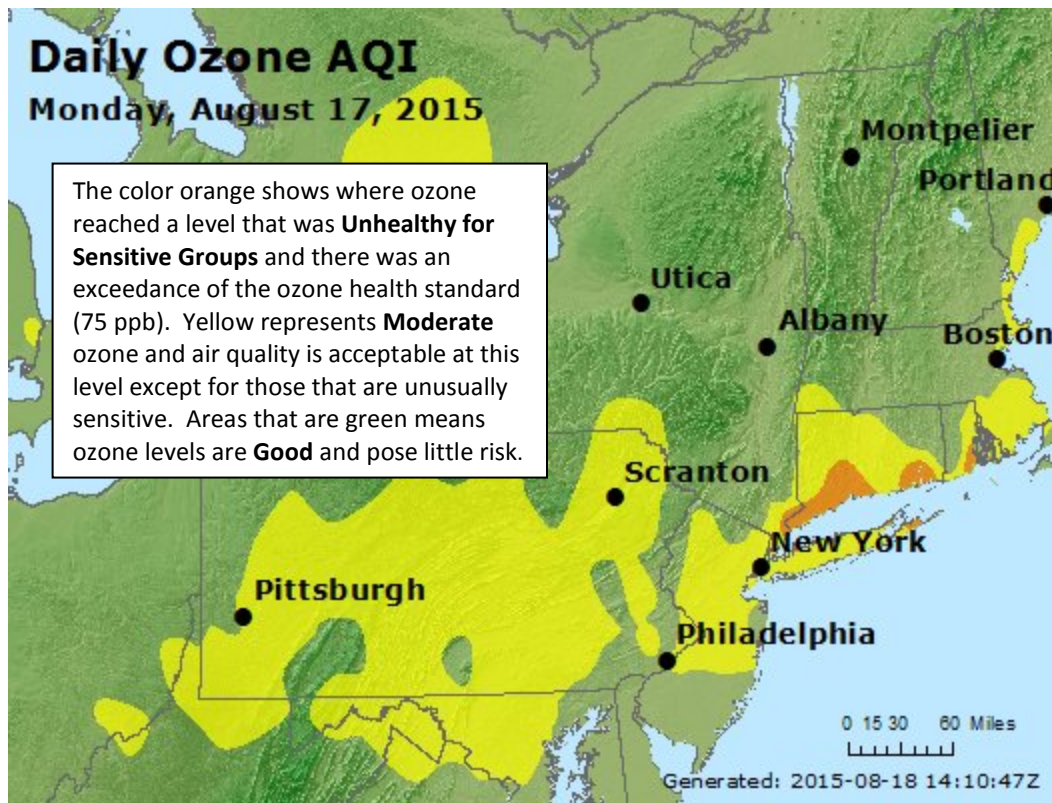 Daily Ozone AQI
Monday, August 17, 2015
Montpelier
Portland
The color orange shows where ozone
reached a level that was Unhealthy for
Sensitive Groups and there was an
exceedance of the ozone health standard
(75 ppb).  Yellow represents Moderate
ozone and air quality is acceptable at this
level except for those that are unusually
sensitive.  Areas that are green means
ozone levels are Good and pose little risk.
Utica
Albany
Boston
Scranton
New York
Pittsburgh
Philadelphia
0 15 30 60 Miles
Generated: 2015-08-18 14:10:47Z